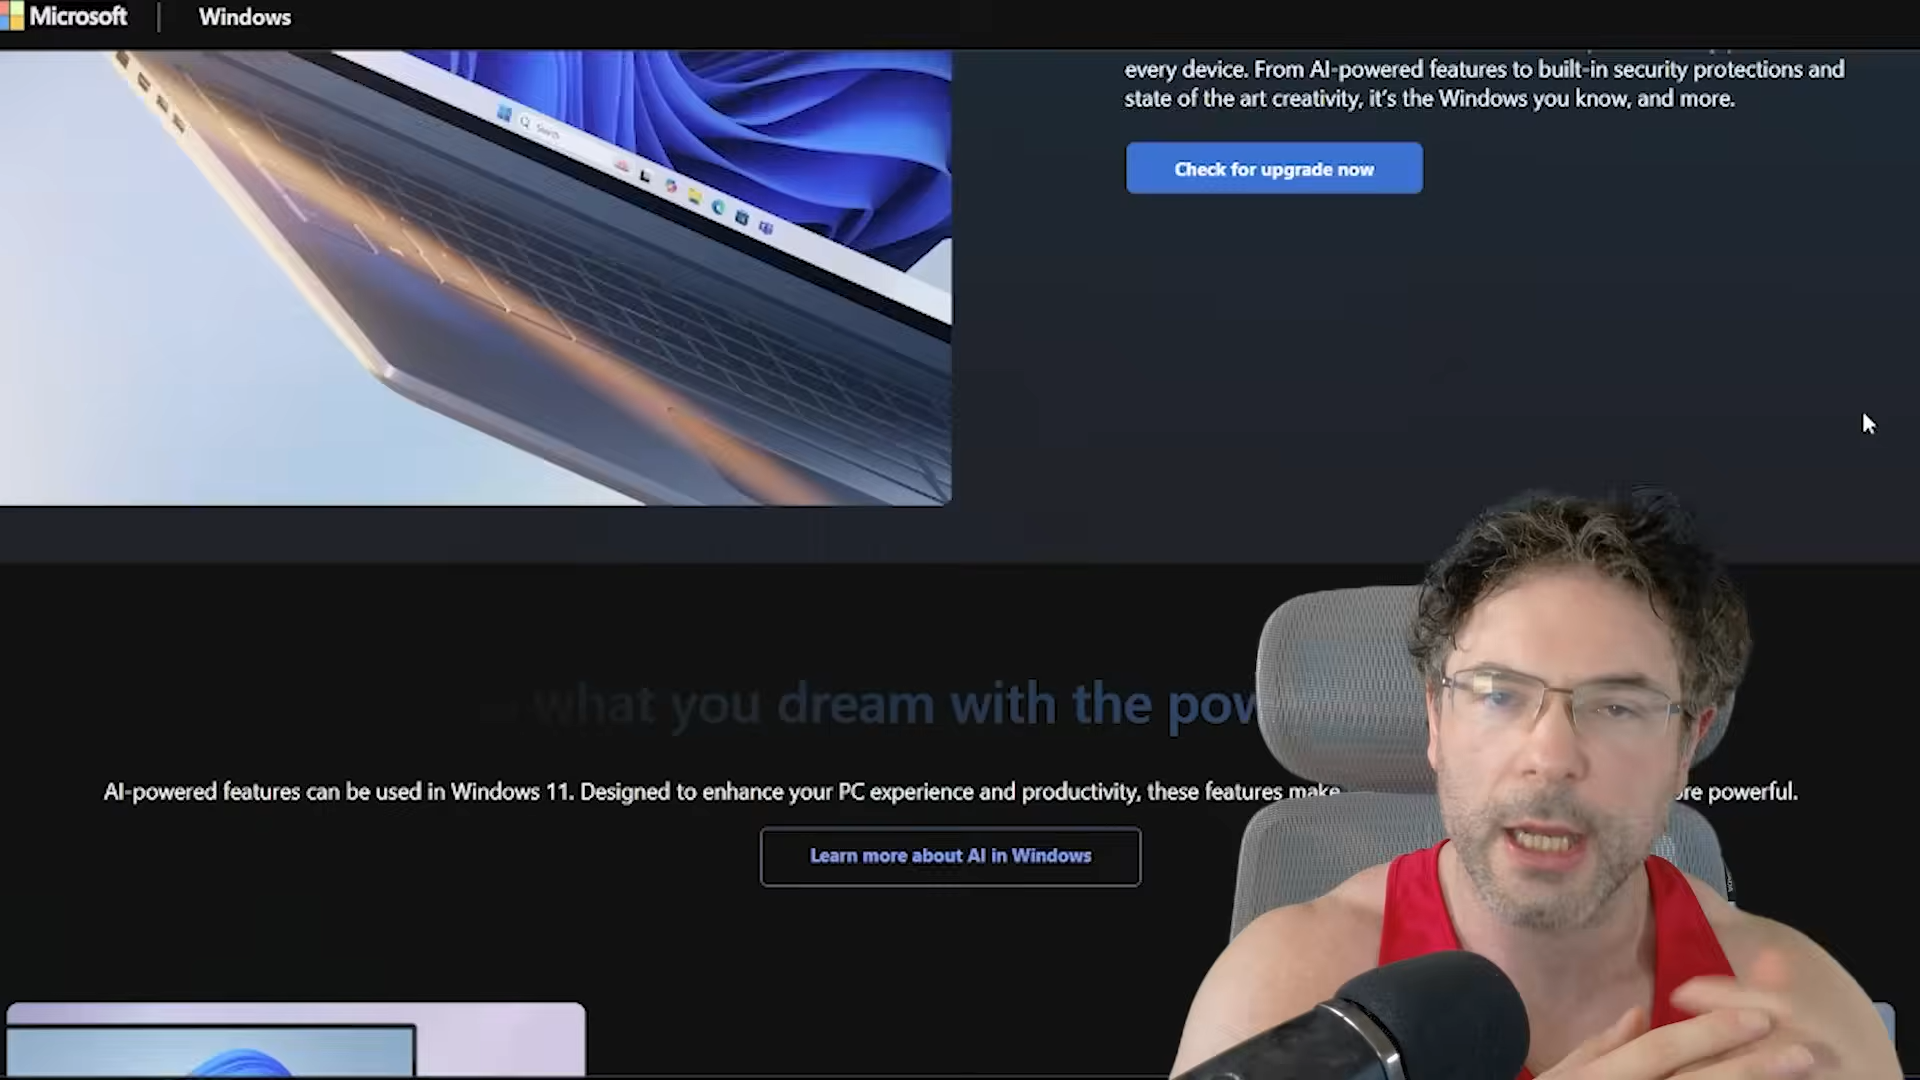 Microsoft
Windows
every device. From AI-powered features to built-in security protections and
state of the art creativity, it's the Windows you know, and more.
Check for upgrade now
Search
what you dream with the pow
AI-powered features can be used in Windows 11. Designed to enhance your PC experience and productivity, these features make
powerful.
Learn more about AI in Windows